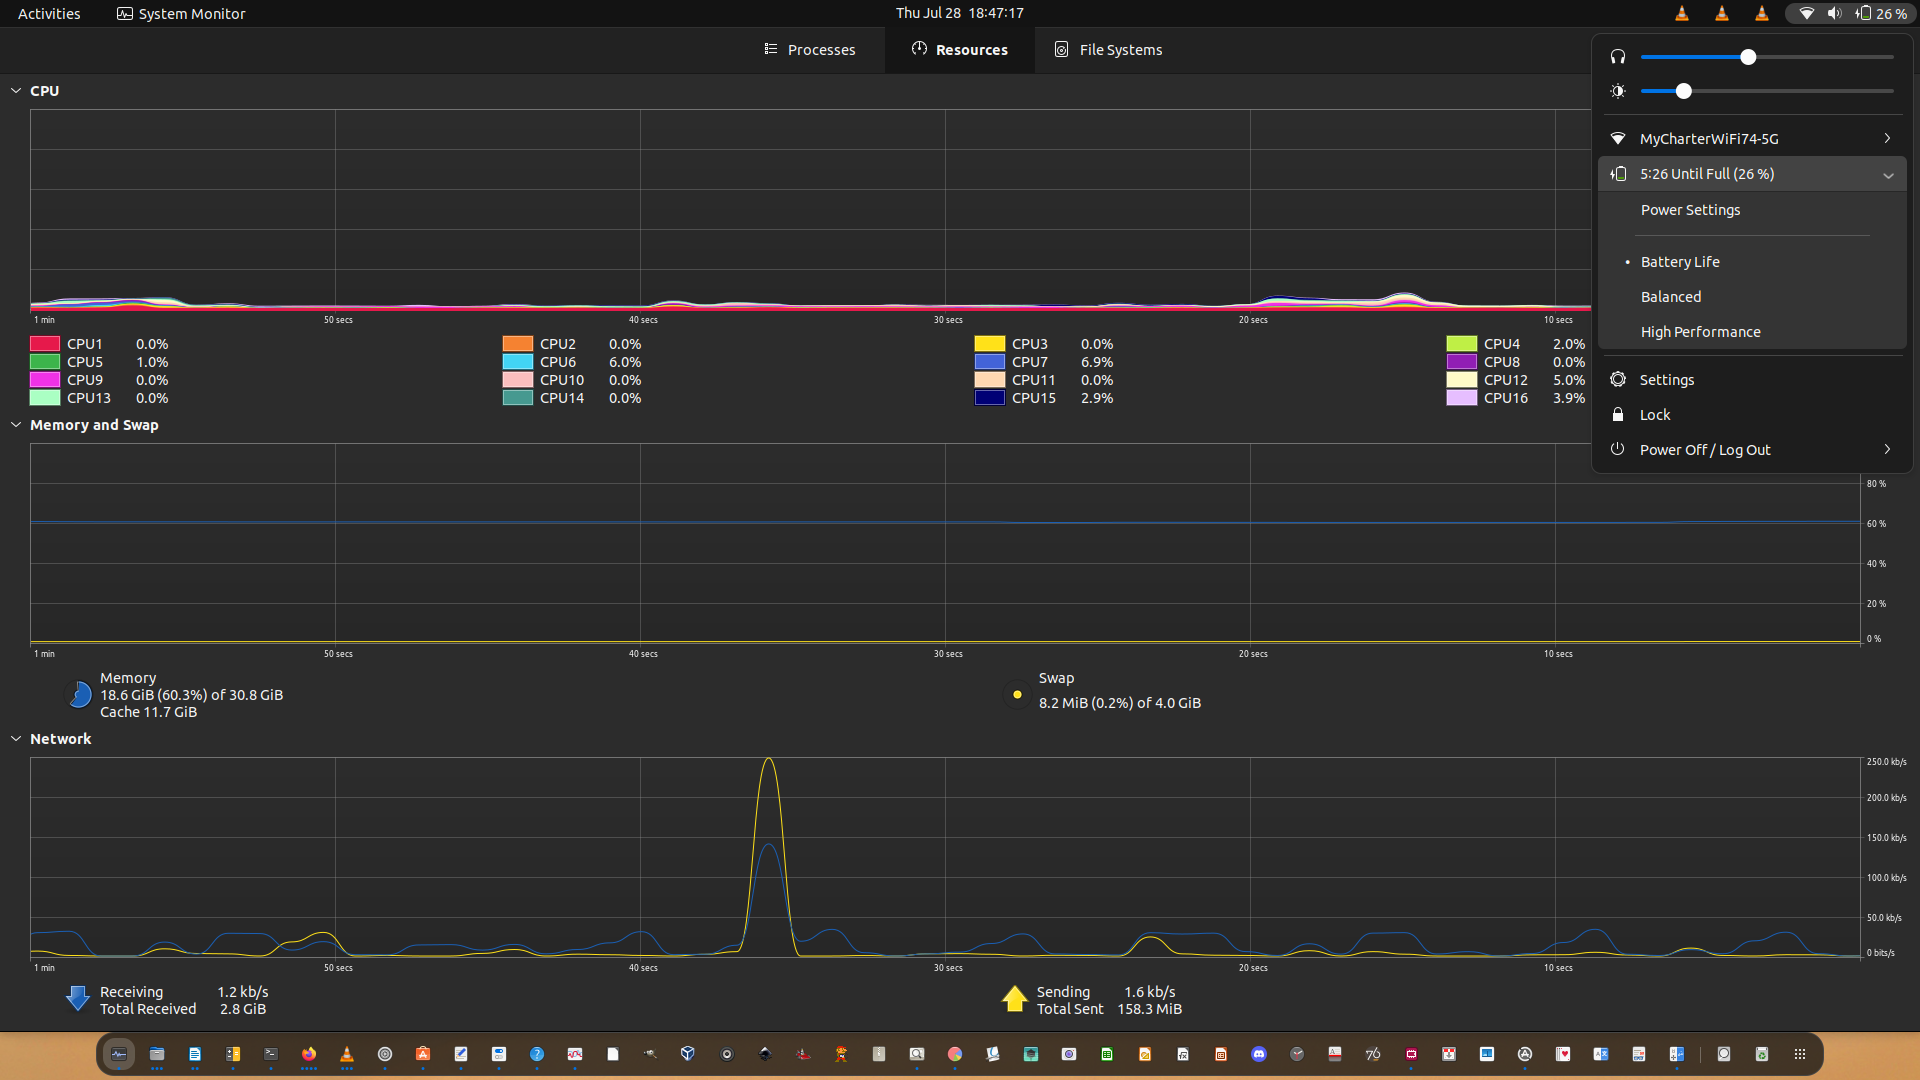 Activities
System Monitor
Thu Jul 28 18:47:17
26 %
Processes
Resources
File Systems
CPU
1 min
50 secs
40 secs
30 secs
20 secs
10 secs
CPU1 0.0%
CPU2 0.0%
CPU3 0.0%
CPU4 2.0%
CPU5 1.0%
CPU6 6.0%
CPU7 6.9%
CPU8 0.0%
CPU9 0.0%
CPU10 0.0%
CPU11 0.0%
CPU12 5.0%
CPU13 0.0%
CPU14 0.0%
CPU15 2.9%
CPU16 3.9%
MyCharterWiFi74-5G
5:26 Until Full (26 %)
Power Settings
• Battery Life
Balanced
High Performance
Settings
Lock
Power Off / Log Out
Memory and Swap
80 %
60 %
40 %
20 %
0 %
1 min
50 secs
40 secs
30 secs
20 secs
10 secs
Memory
18.6 GiB (60.3%) of 30.8 GiB
Cache 11.7 GiB
Swap
8.2 MiB (0.2%) of 4.0 GiB
Network
250.0 kb/s
200.0 kb/s
150.0 kb/s
100.0 kb/s
50.0 kb/s
0 bits/s
1 min
50 secs
40 secs
30 secs
20 secs
10 secs
Receiving 1.2 kb/s
Total Received 2.8 GiB
Sending 1.6 kb/s
Total Sent 158.3 MiB